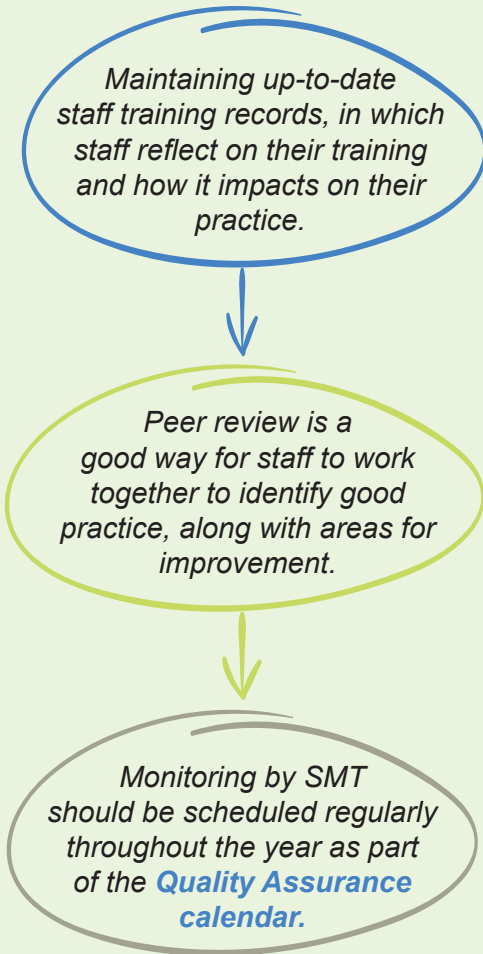 Maintaining up-to-date
staff training records, in which
staff reflect on their training
and how it impacts on their
practice.
Peer review is a
good way for staff to work
together to identify good
practice, along with areas for
improvement.
Monitoring by SMT
should be scheduled regularly
throughout the year as part
of the Quality Assurance
calendar.